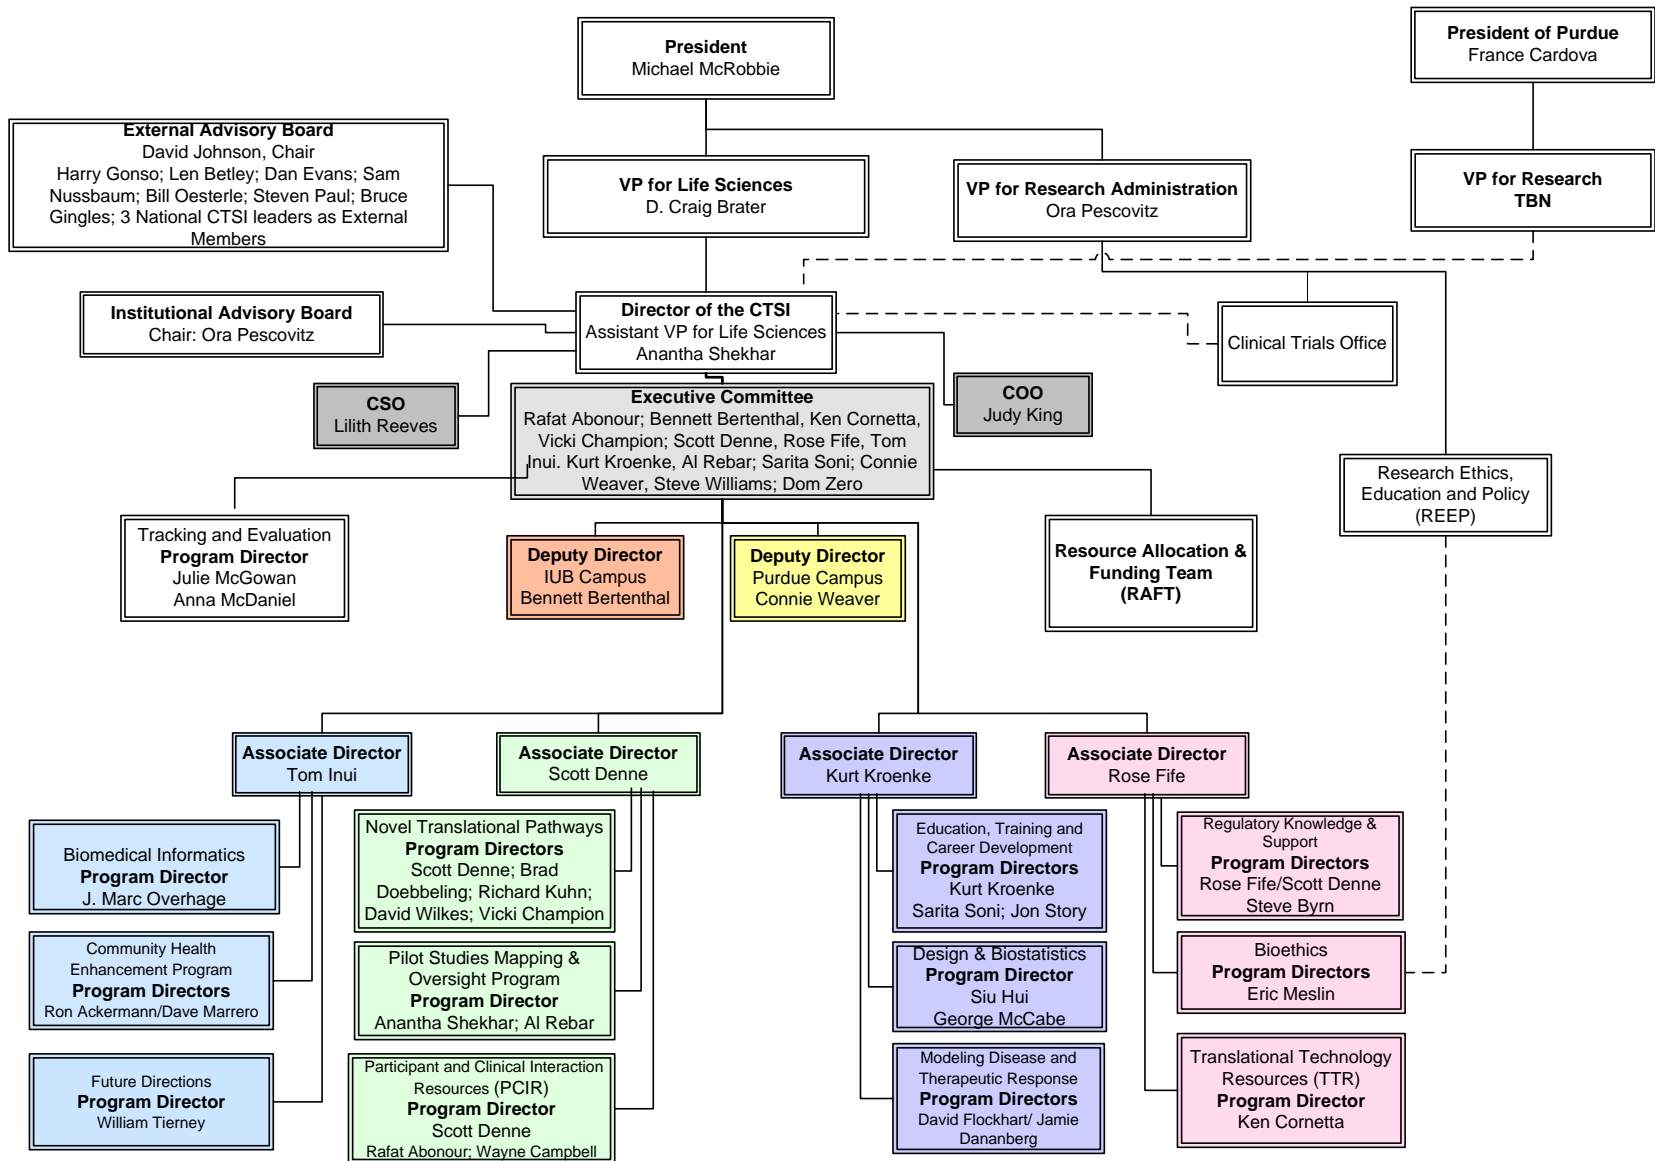 President
Michael McRobbie
President of Purdue
France Cardova
External Advisory Board
David Johnson, Chair
Harry Gonso; Len Betley; Dan Evans; Sam
Nussbaum; Bill Oesterle; Steven Paul; Bruce
Gingles; 3 National CTSI leaders as External
Members
VP for Life Sciences
D. Craig Brater
VP for Research Administration
Ora Pescovitz
VP for Research
TBN
Institutional Advisory Board
Chair: Ora Pescovitz
Director of the CTSI
Assistant VP for Life Sciences
Anantha Shekhar
Clinical Trials Office
CSO
Lilith Reeves
Executive Committee
Rafat Abonour; Bennett Bertenthal, Ken Cornetta,
Vicki Champion; Scott Denne, Rose Fife, Tom
Inui. Kurt Kroenke, Al Rebar; Sarita Soni; Connie
Weaver, Steve Williams; Dom Zero
COO
Judy King
Research Ethics,
Education and Policy
(REEP)
Tracking and Evaluation
Program Director
Julie McGowan
Anna McDaniel
Deputy Director
IUB Campus
Bennett Bertenthal
Deputy Director
Purdue Campus
Connie Weaver
Resource Allocation &
Funding Team
(RAFT)
Associate Director
Tom Inui
Associate Director
Scott Denne
Associate Director
Kurt Kroenke
Associate Director
Rose Fife
Biomedical Informatics
Program Director
J. Marc Overhage
Novel Translational Pathways
Program Directors
Scott Denne; Brad
Doebbeling; Richard Kuhn;
David Wilkes; Vicki Champion
Education, Training and
Career Development
Program Directors
Kurt Kroenke
Sarita Soni; Jon Story
Regulatory Knowledge &
Support
Program Directors
Rose Fife/Scott Denne
Steve Byrn
Community Health
Enhancement Program
Program Directors
Ron Ackermann/Dave Marrero
Pilot Studies Mapping &
Oversight Program
Program Director
Anantha Shekhar; Al Rebar
Design & Biostatistics
Program Director
Siu Hui
George McCabe
Bioethics
Program Directors
Eric Meslin
Future Directions
Program Director
William Tierney
Participant and Clinical Interaction
Resources (PCIR)
Program Director
Scott Denne
Rafat Abonour; Wayne Campbell
Modeling Disease and
Therapeutic Response
Program Directors
David Flockhart/ Jamie
Dananberg
Translational Technology
Resources (TTR)
Program Director
Ken Cornetta